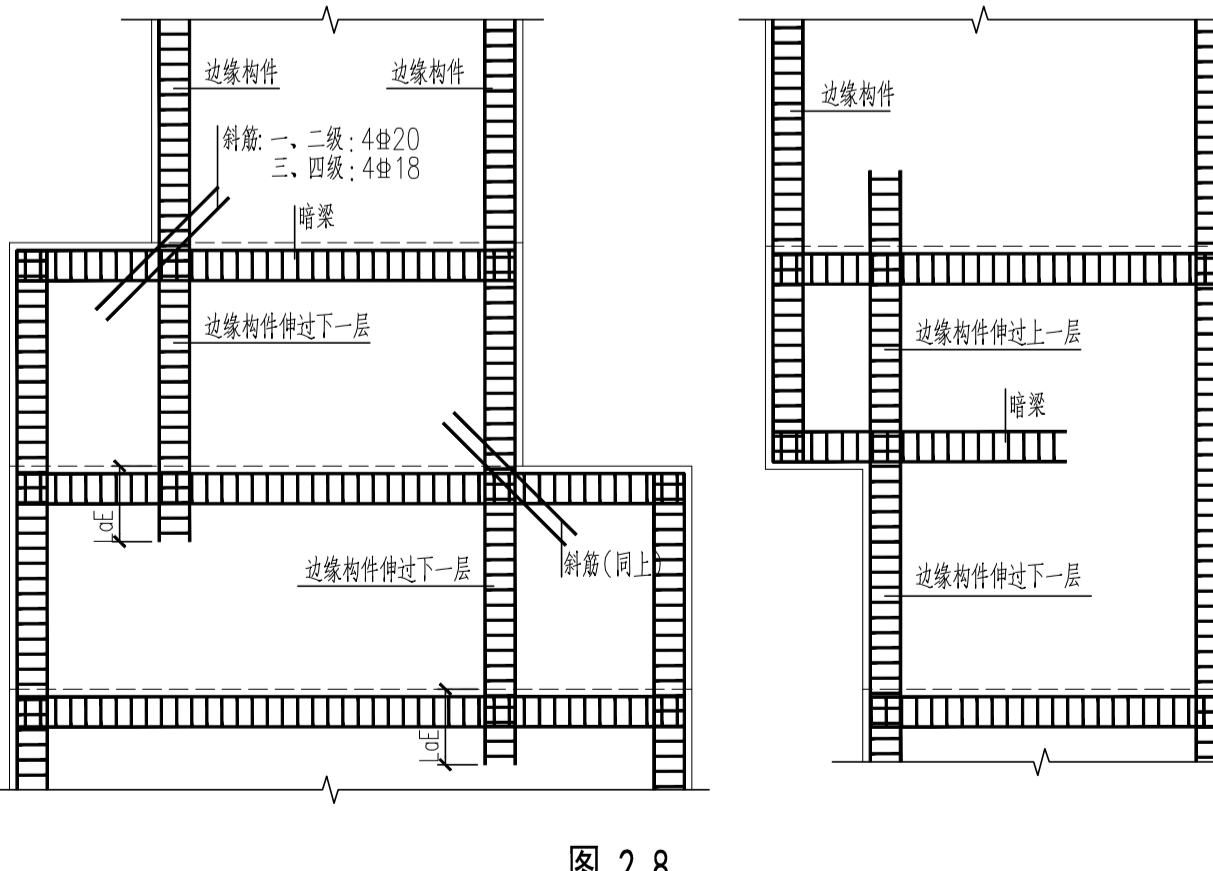 边缘构件
边缘构件
斜筋: 一、二级: 4Φ20
三、四级: 4Φ18
暗梁
边缘构件伸过下一层
LaE
边缘构件伸过下一层
斜筋(同上)
LaE
边缘构件
边缘构件伸过上一层
暗梁
边缘构件伸过下一层
图 2.8